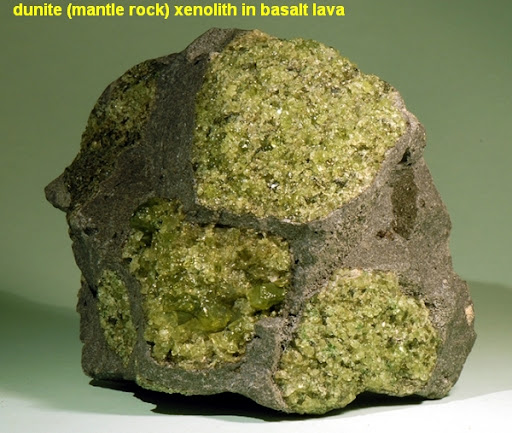 dunite (mantle rock) xenolith in basalt lava